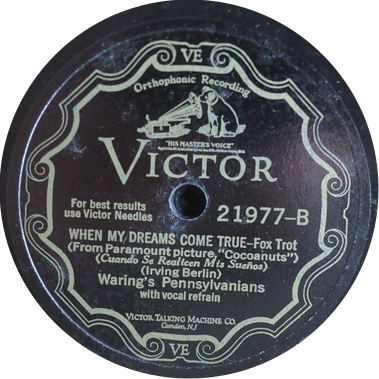 VE
Orthophonic Recording
"HIS MASTER'S VOICE"
VICTOR
For best results
use Victor Needles
21977-B
WHEN MY DREAMS COME TRUE-Fox Trot
(From Paramount picture, "Cocoanuts")
(Cuando Se Realicen Mis Sueños)
(Irving Berlin)
Waring's Pennsylvanians
with vocal refrain
VICTOR TALKING MACHINE CO.
Camden, NJ
VE